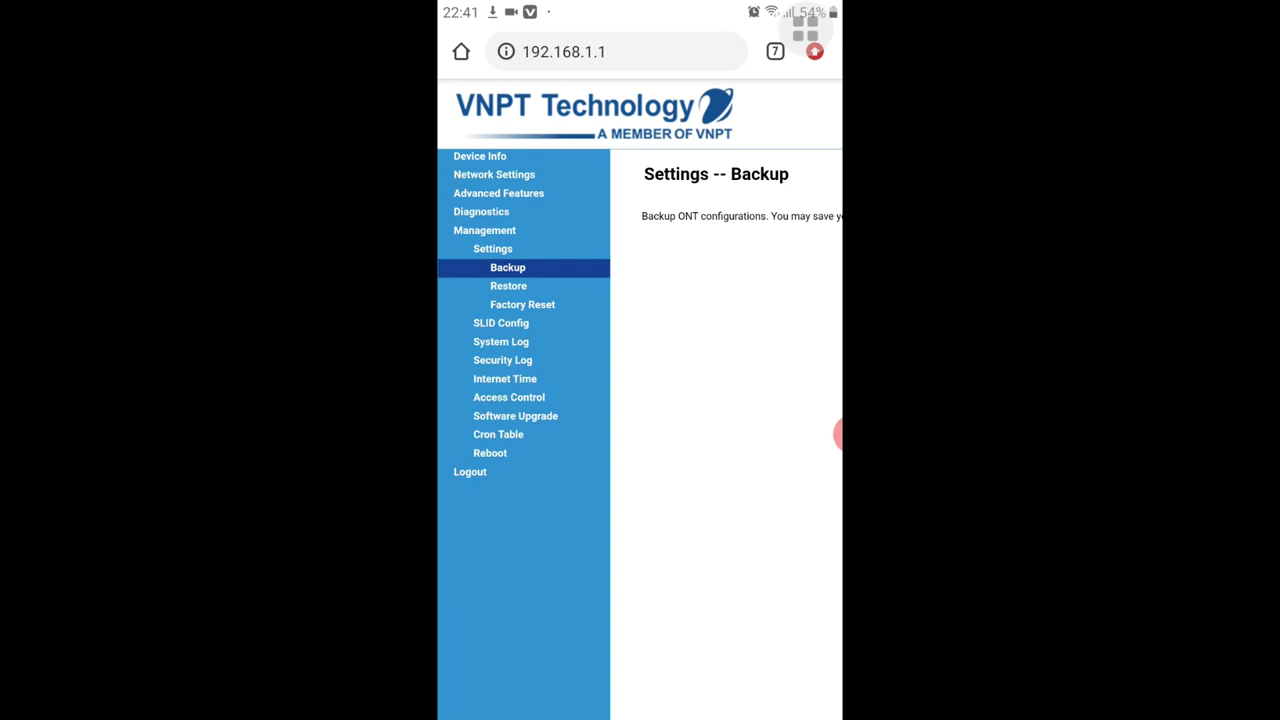 22:41 54%
192.168.1.1 7
VNPT Technology
A MEMBER OF VNPT
Device Info
Network Settings
Advanced Features
Diagnostics
Management
Settings
Backup
Restore
Factory Reset
SLID Config
System Log
Security Log
Internet Time
Access Control
Software Upgrade
Cron Table
Reboot
Logout
Settings -- Backup
Backup ONT configurations. You may save